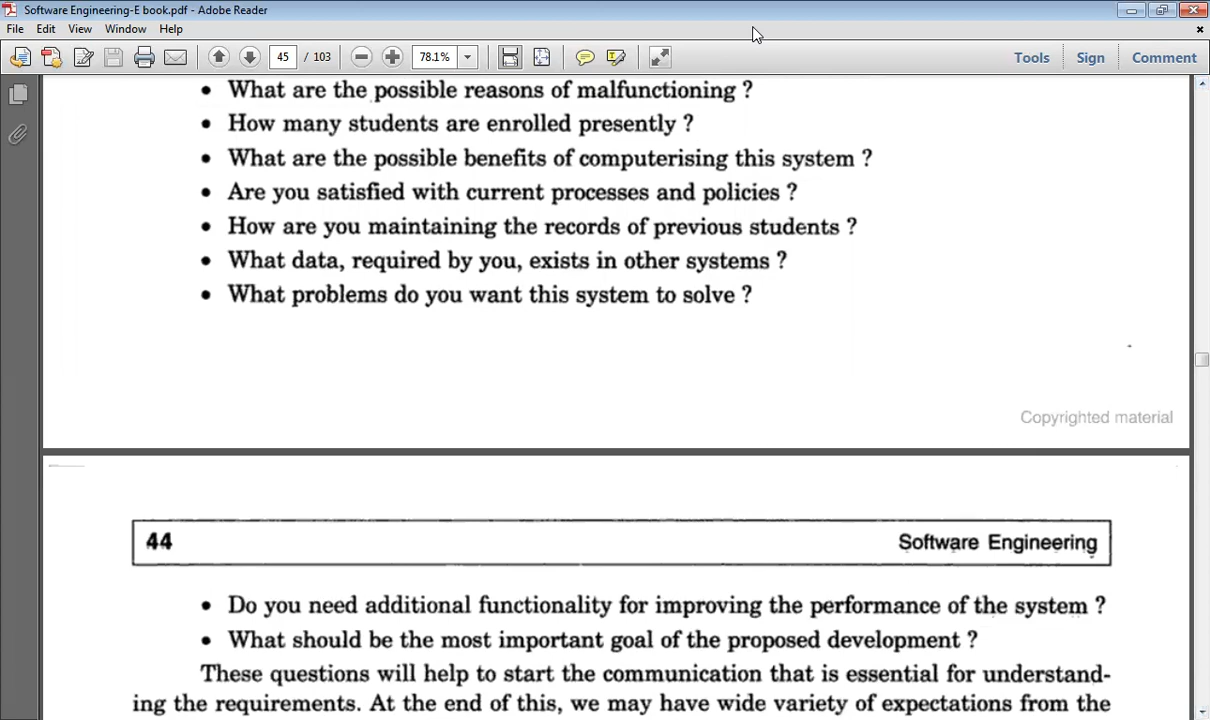 Software Engineering-E book.pdf - Adobe Reader
File Edit View Window Help
45 / 103 78.1% Tools Sign Comment
• What are the possible reasons of malfunctioning ?
• How many students are enrolled presently ?
• What are the possible benefits of computerising this system ?
• Are you satisfied with current processes and policies ?
• How are you maintaining the records of previous students ?
• What data, required by you, exists in other systems ?
• What problems do you want this system to solve ?
Copyrighted material
44 Software Engineering
• Do you need additional functionality for improving the performance of the system ?
• What should be the most important goal of the proposed development ?
These questions will help to start the communication that is essential for understand-
ing the requirements. At the end of this, we may have wide variety of expectations from the